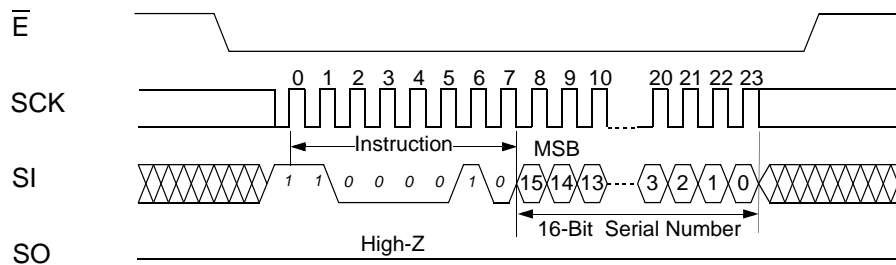 E
SCK
0 1 2 3 4 5 6 7 8 9 10 20 21 22 23
Instruction
MSB
SI
1 1 0 0 0 0 1 0 15 14 13 3 2 1 0
16-Bit Serial Number
High-Z
SO